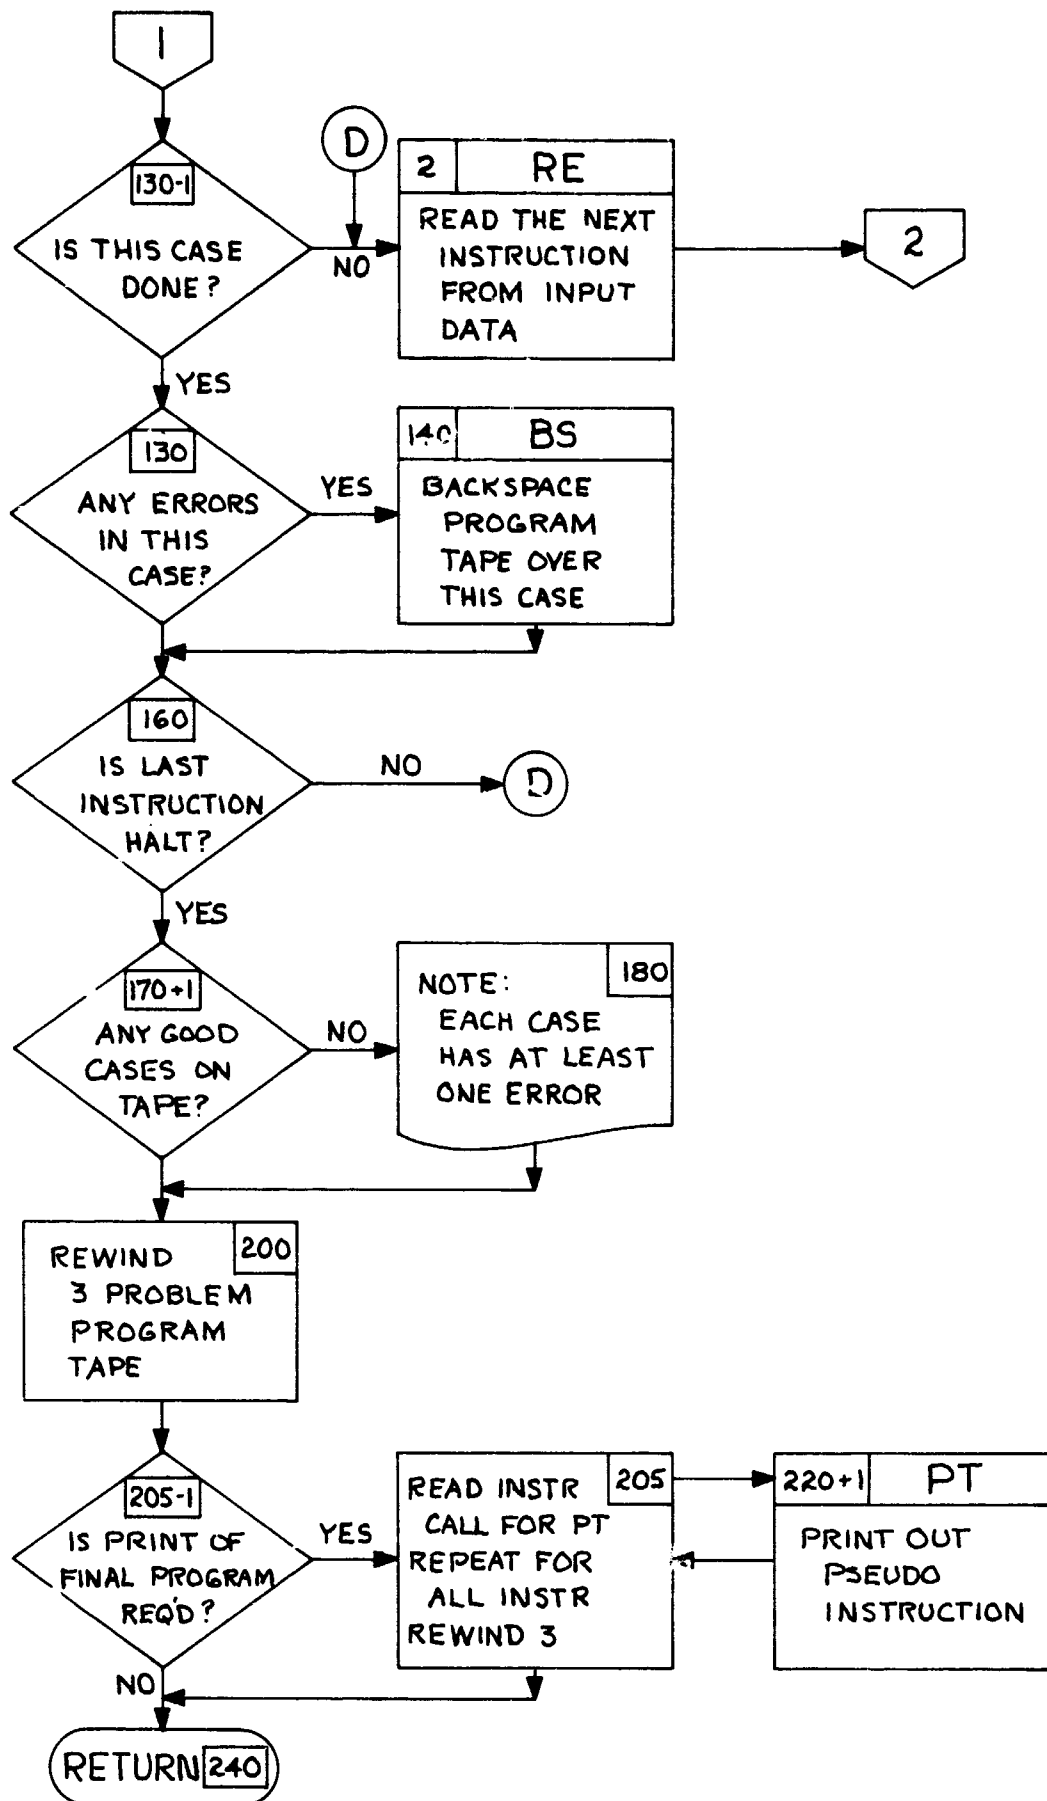 1
130-1
IS THIS CASE
DONE?
NO
D
2
RE
READ THE NEXT
INSTRUCTION
FROM INPUT
DATA
2
YES
130
ANY ERRORS
IN THIS
CASE?
YES
140
BS
BACKSPACE
PROGRAM
TAPE OVER
THIS CASE
160
IS LAST
INSTRUCTION
HALT?
NO
D
YES
170+1
ANY GOOD
CASES ON
TAPE?
NO
180
NOTE:
EACH CASE
HAS AT LEAST
ONE ERROR
200
REWIND
3 PROBLEM
PROGRAM
TAPE
205-1
IS PRINT OF
FINAL PROGRAM
REQ'D?
YES
205
READ INSTR
CALL FOR PT
REPEAT FOR
ALL INSTR
REWIND 3
220+1
PT
PRINT OUT
PSEUDO
INSTRUCTION
NO
RETURN 240